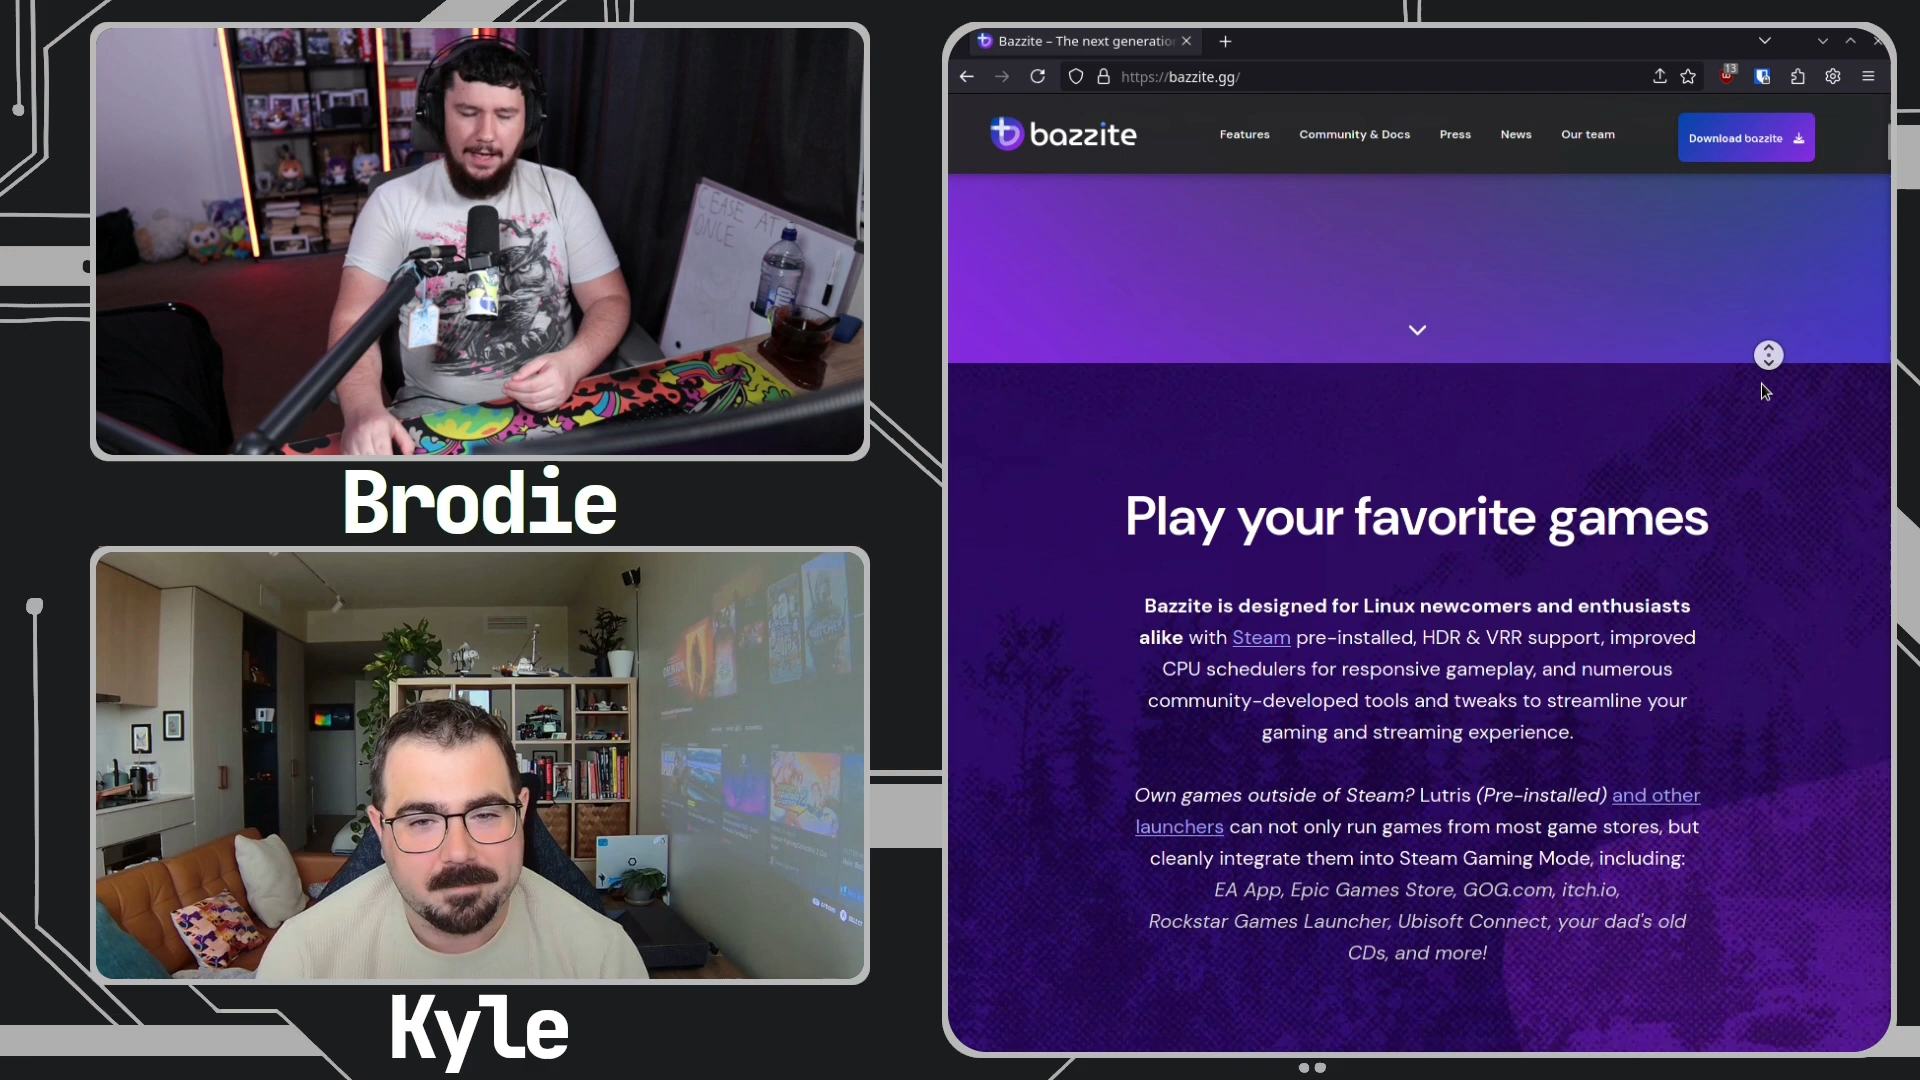 CEASE AT
ONCE
Brodie
Kyle
Bazzite – The next generatio
13
https://bazzite.gg/
bazzite
Features
Community & Docs
Press
News
Our team
Download bazzite
Play your favorite games
Bazzite is designed for Linux newcomers and enthusiasts
alike with Steam pre-installed, HDR & VRR support, improved
CPU schedulers for responsive gameplay, and numerous
community-developed tools and tweaks to streamline your
gaming and streaming experience.
Own games outside of Steam? Lutris (Pre-installed) and other
launchers can not only run games from most game stores, but
cleanly integrate them into Steam Gaming Mode, including:
EA App, Epic Games Store, GOG.com, itch.io,
Rockstar Games Launcher, Ubisoft Connect, your dad's old
CDs, and more!